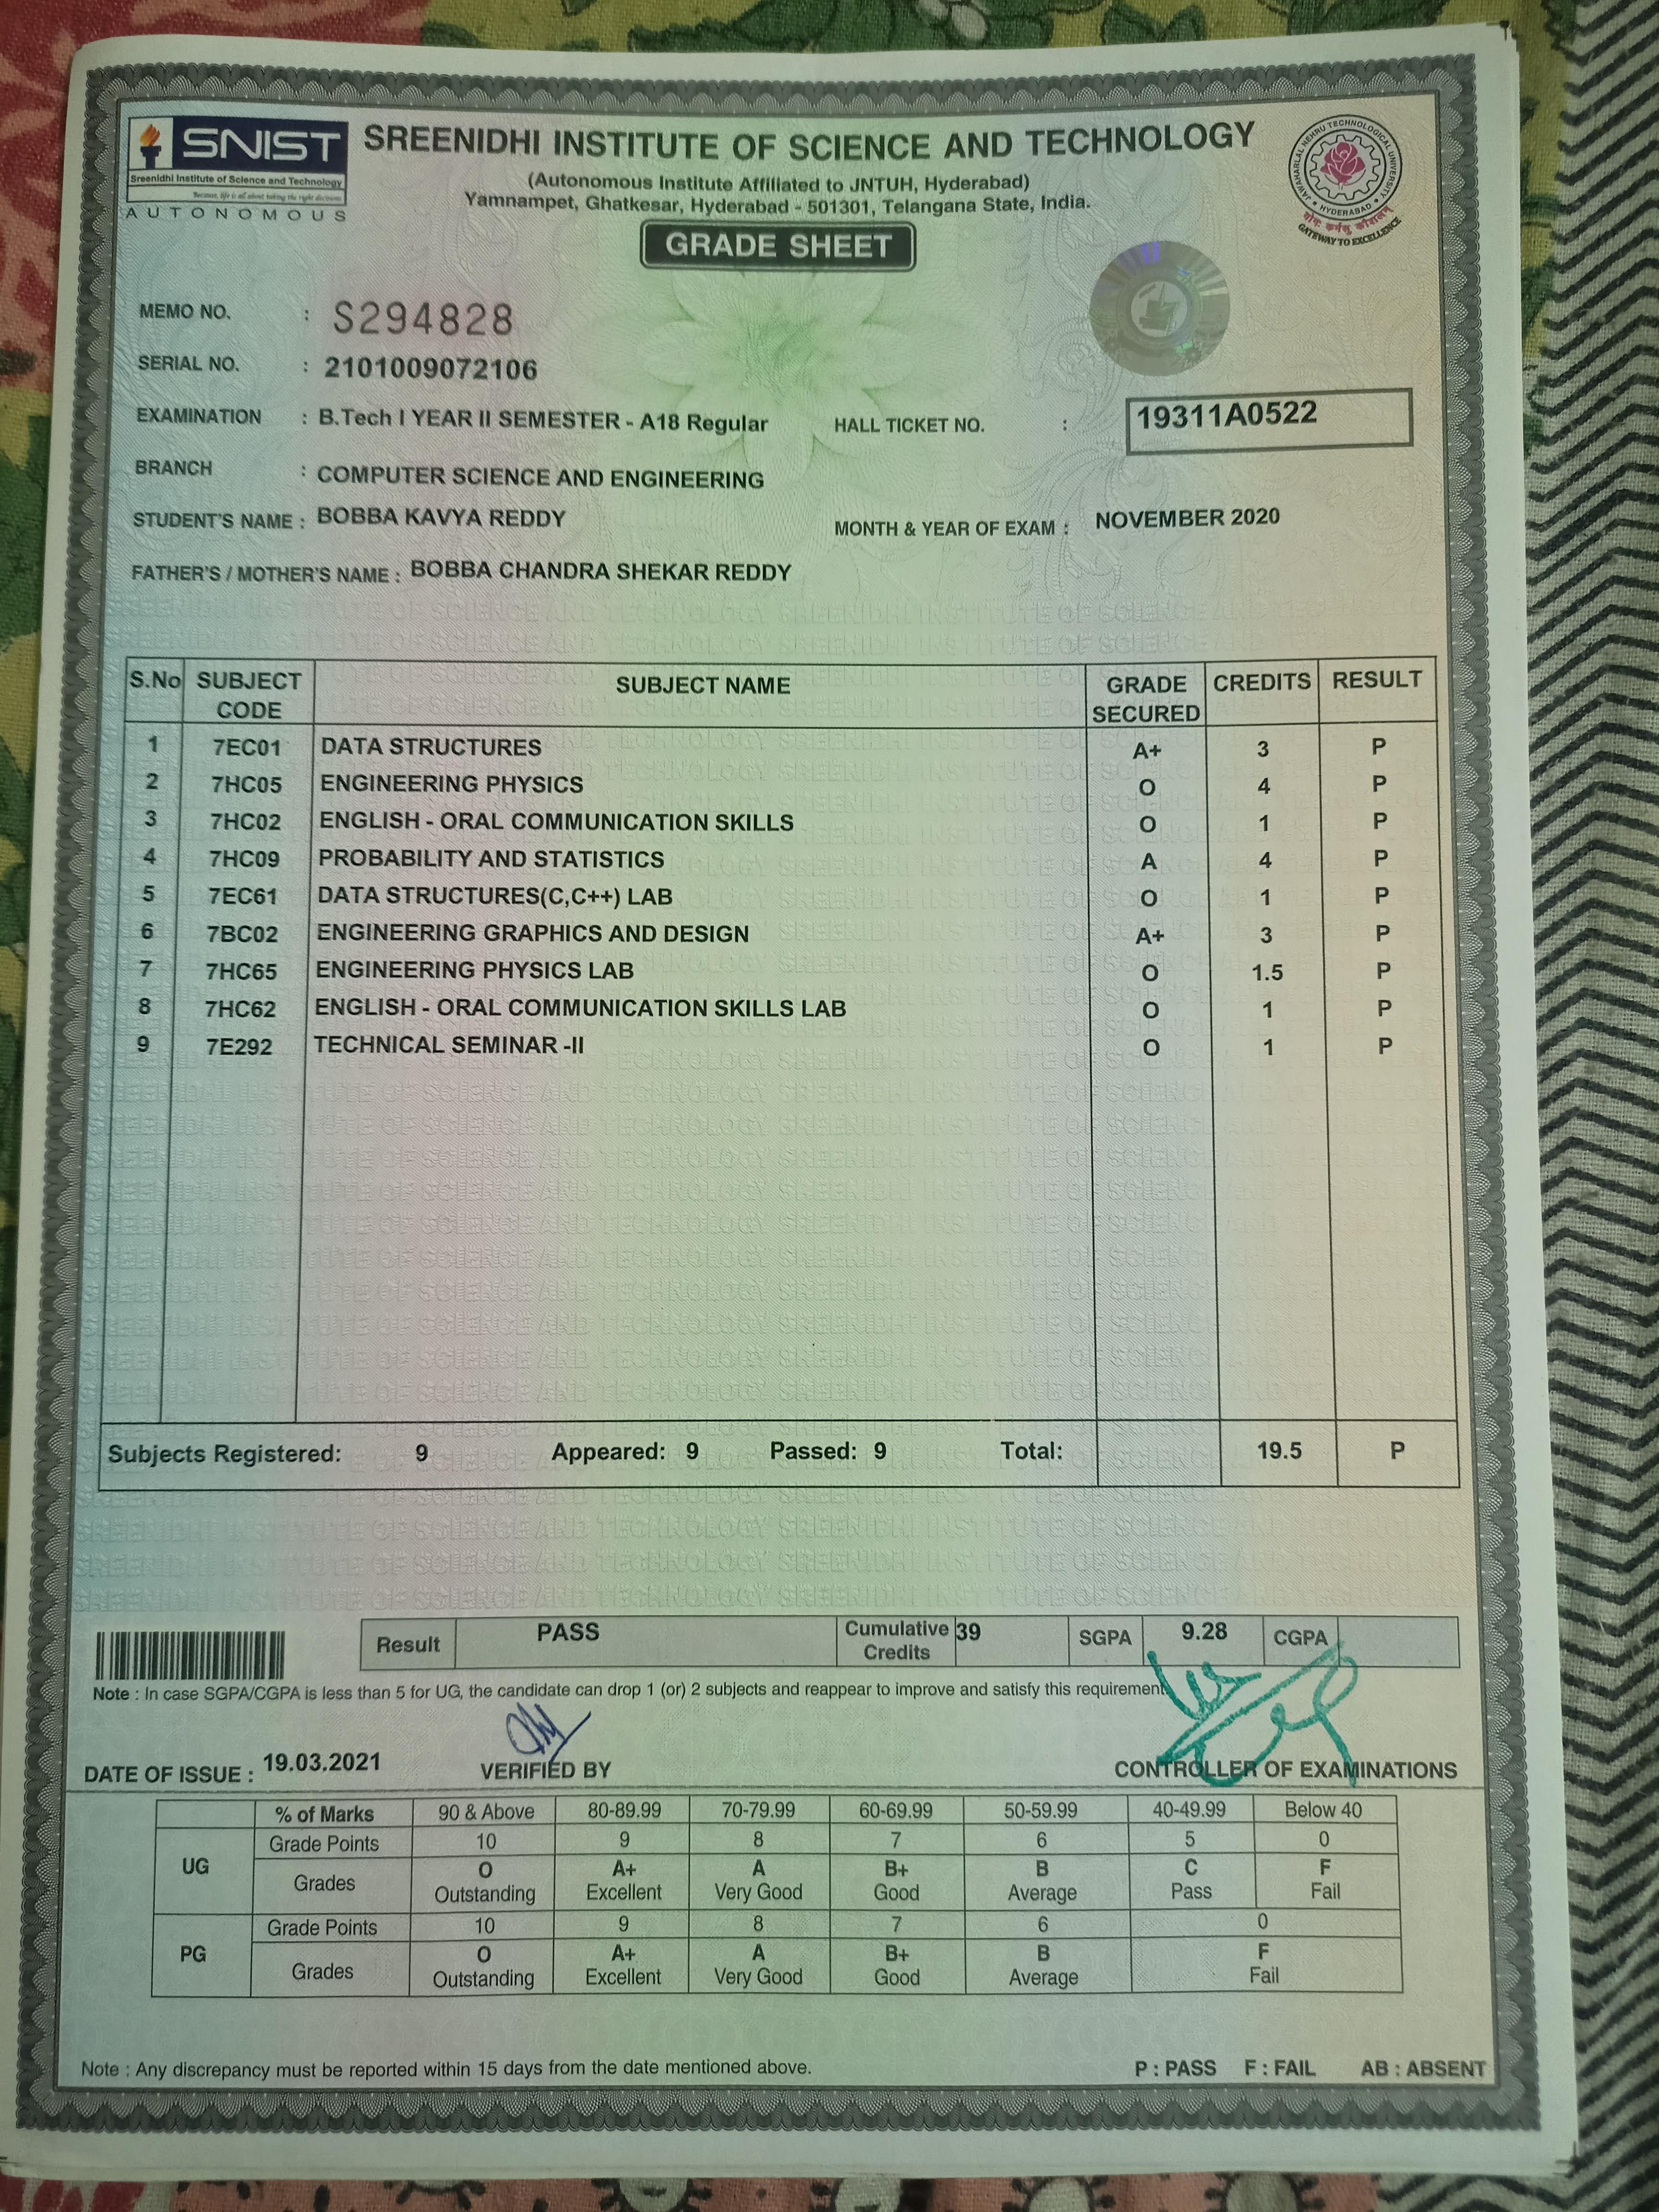 SNIST
Sreenidhi Institute of Science and Technology
Because, life is all about taking the right decisions
AUTONOMOUS
SREENIDHI INSTITUTE OF SCIENCE AND TECHNOLOGY
(Autonomous Institute Affiliated to JNTUH, Hyderabad)
Yamnampet, Ghatkesar, Hyderabad - 501301, Telangana State, India.
JAWAHARLAL NEHRU TECHNOLOGICAL UNIVERSITY
• HYDERABAD •
योगः कर्मसु कौशलम्
GATEWAY TO EXCELLENCE
GRADE SHEET
MEMO NO. : S294828
SERIAL NO. : 2101009072106
EXAMINATION : B.Tech I YEAR II SEMESTER - A18 Regular HALL TICKET NO. : 19311A0522
BRANCH : COMPUTER SCIENCE AND ENGINEERING
STUDENT'S NAME : BOBBA KAVYA REDDY MONTH & YEAR OF EXAM : NOVEMBER 2020
FATHER'S / MOTHER'S NAME : BOBBA CHANDRA SHEKAR REDDY
S.No SUBJECT CODE SUBJECT NAME GRADE SECURED CREDITS RESULT
1 7EC01 DATA STRUCTURES A+ 3 P
2 7HC05 ENGINEERING PHYSICS O 4 P
3 7HC02 ENGLISH - ORAL COMMUNICATION SKILLS O 1 P
4 7HC09 PROBABILITY AND STATISTICS A 4 P
5 7EC61 DATA STRUCTURES(C,C++) LAB O 1 P
6 7BC02 ENGINEERING GRAPHICS AND DESIGN A+ 3 P
7 7HC65 ENGINEERING PHYSICS LAB O 1.5 P
8 7HC62 ENGLISH - ORAL COMMUNICATION SKILLS LAB O 1 P
9 7E292 TECHNICAL SEMINAR -II O 1 P
Subjects Registered: 9 Appeared: 9 Passed: 9 Total: 19.5 P
Result PASS Cumulative Credits 39 SGPA 9.28 CGPA
Note : In case SGPA/CGPA is less than 5 for UG, the candidate can drop 1 (or) 2 subjects and reappear to improve and satisfy this requirement
DATE OF ISSUE : 19.03.2021 VERIFIED BY CONTROLLER OF EXAMINATIONS
% of Marks 90 & Above 80-89.99 70-79.99 60-69.99 50-59.99 40-49.99 Below 40
UG Grade Points 10 9 8 7 6 5 0
Grades O A+ A B+ B C F
Outstanding Excellent Very Good Good Average Pass Fail
PG Grade Points 10 9 8 7 6 0
Grades O A+ A B+ B F
Outstanding Excellent Very Good Good Average Fail
Note : Any discrepancy must be reported within 15 days from the date mentioned above. P : PASS F : FAIL AB : ABSENT